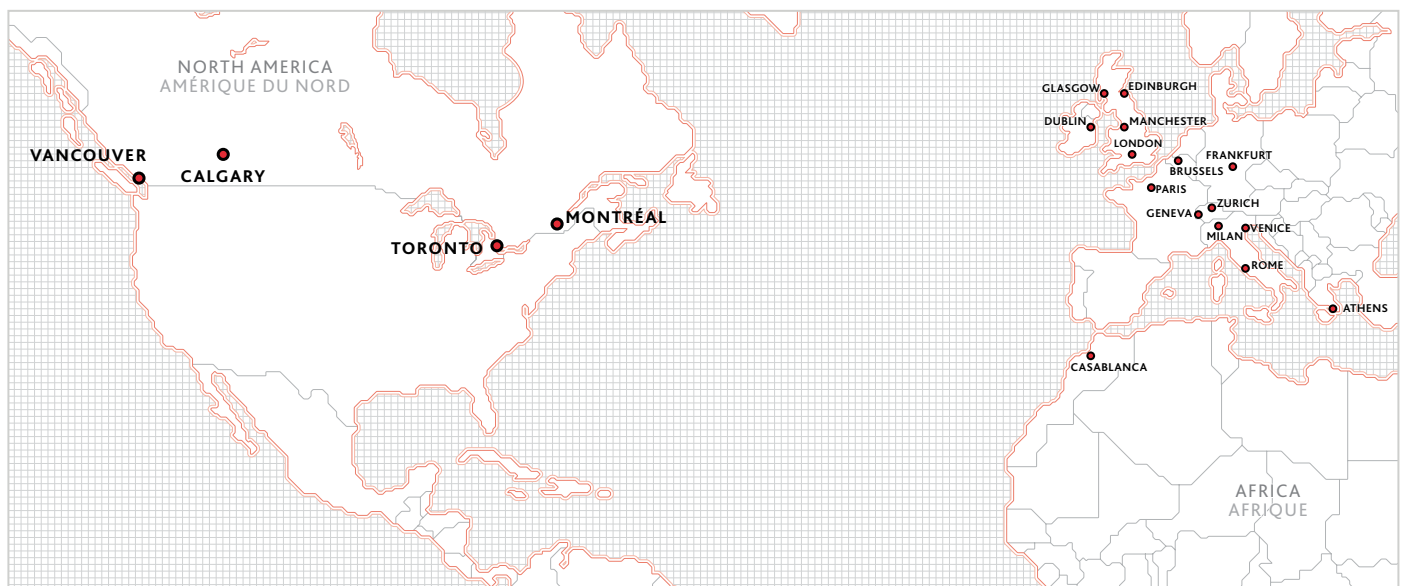 NORTH AMERICA
AMÉRIQUE DU NORD
VANCOUVER
CALGARY
TORONTO
MONTRÉAL
GLASGOW
EDINBURGH
DUBLIN
MANCHESTER
LONDON
FRANKFURT
BRUSSELS
PARIS
ZURICH
GENEVA
MILAN
VENICE
ROME
ATHENS
CASABLANCA
AFRICA
AFRIQUE